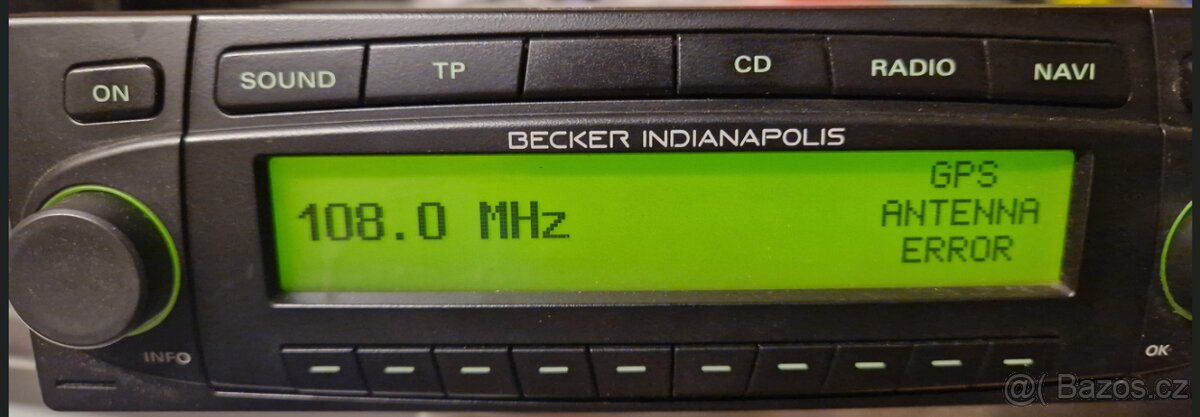 ON
SOUND
TP
CD
RADIO
NAVI
BECKER INDIANAPOLIS
108.0 MHz
GPS
ANTENNA
ERROR
INFO
OK
@( Bazos.cz